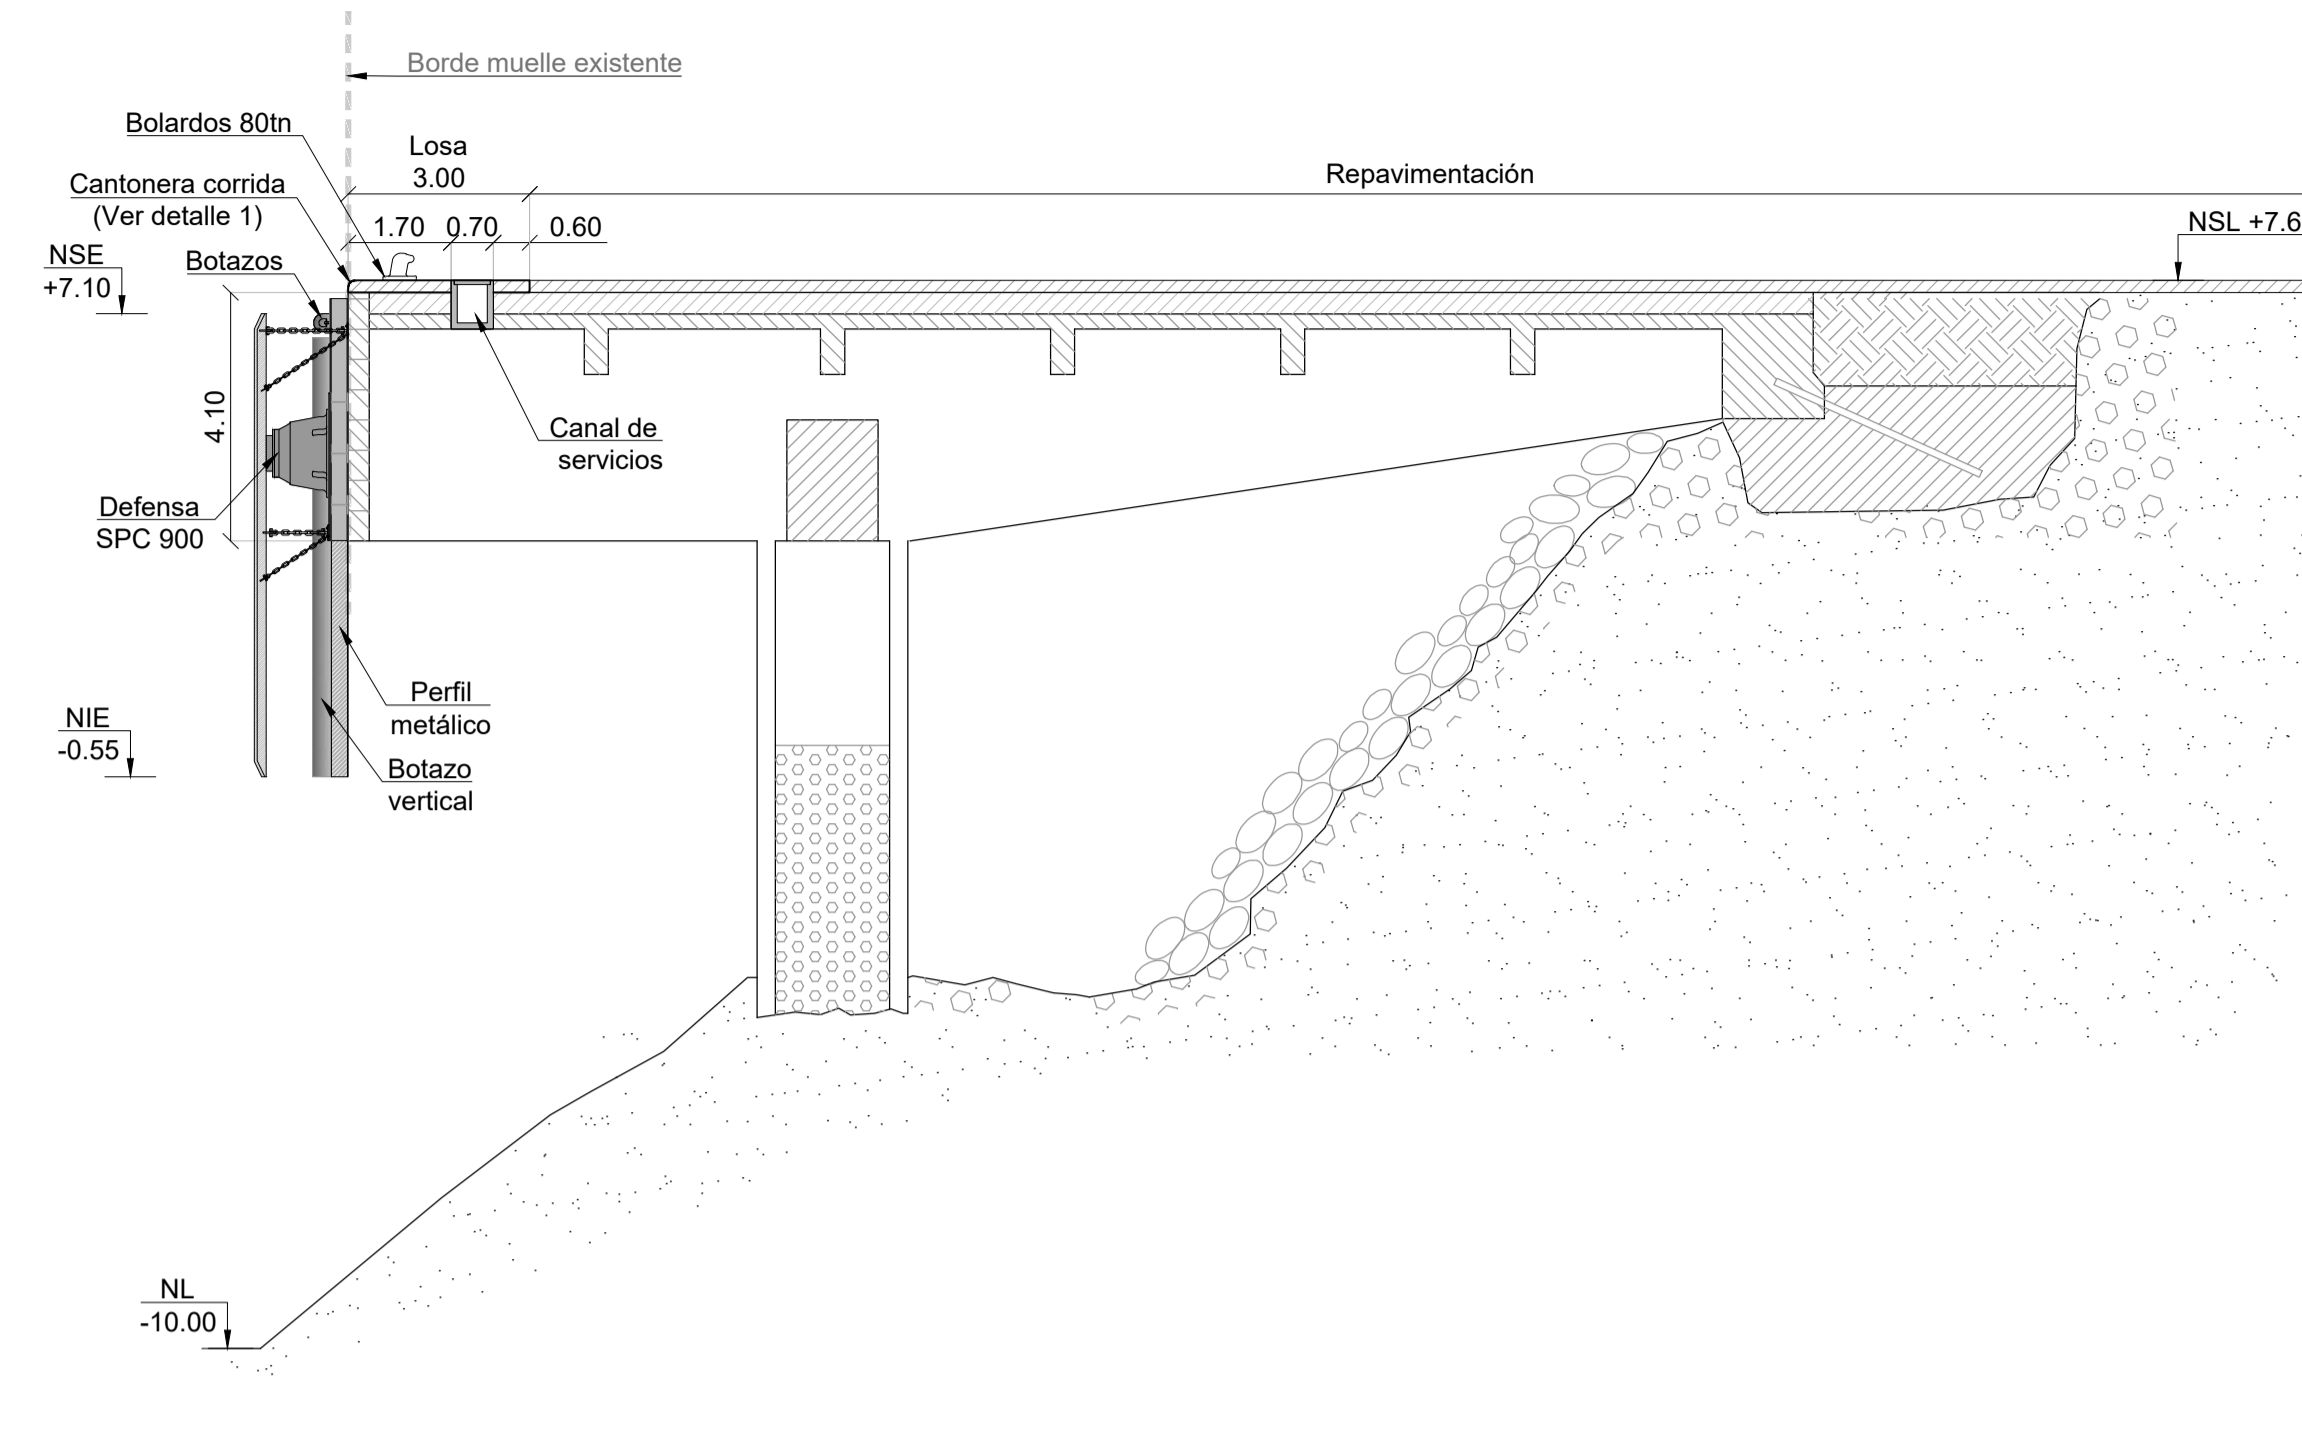 Borde muelle existente
Bolardos 80tn
Losa
3.00
Repavimentación
Cantonera corrida
(Ver detalle 1)
1.70 0.70 0.60
NSL +7.6
NSE
+7.10
Botazos
4.10
Canal de
servicios
Defensa
SPC 900
Perfil
metálico
NIE
-0.55
Botazo
vertical
NL
-10.00